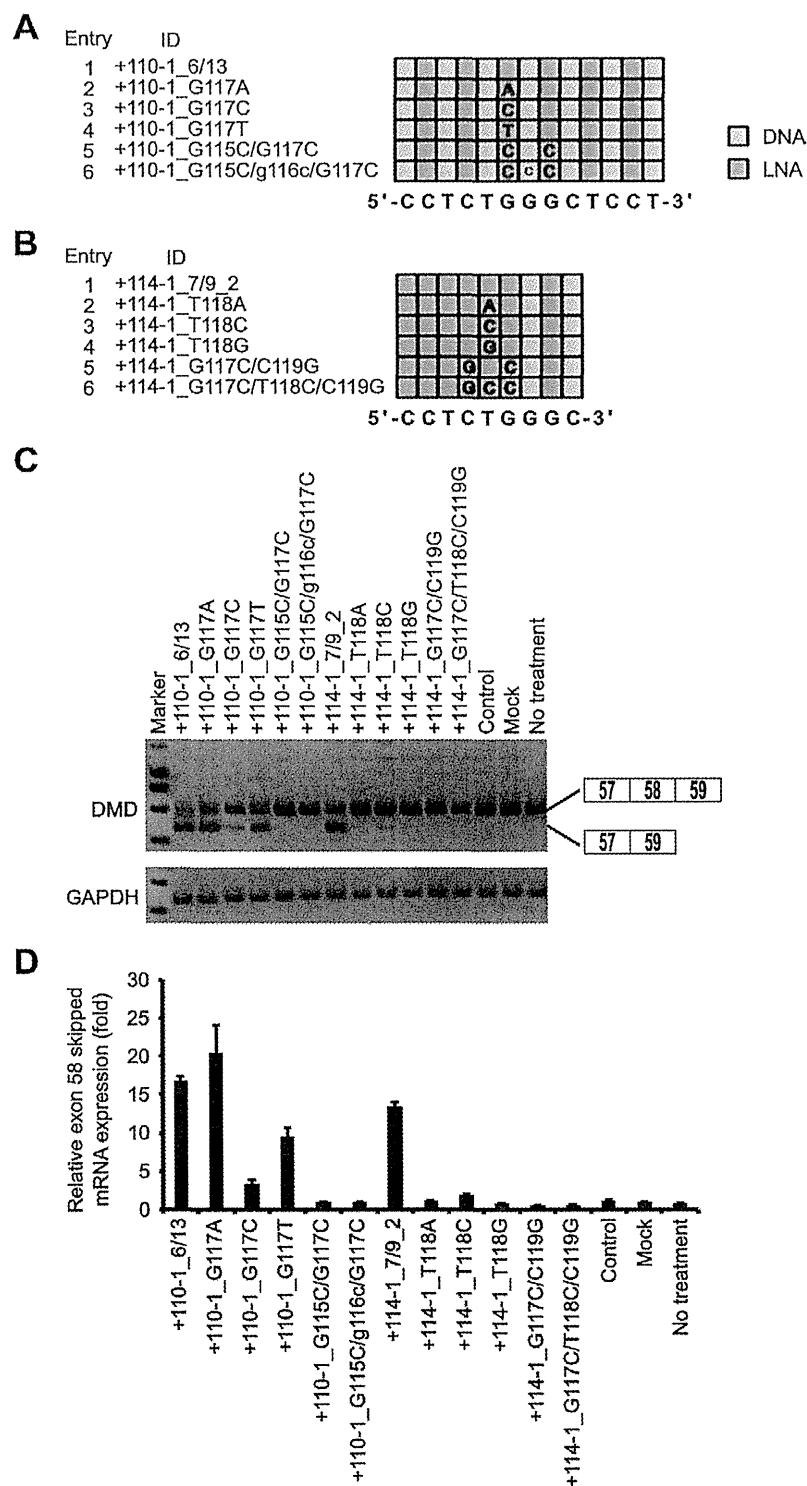 A
Entry ID
1 +110-1_6/13
2 +110-1_G117A
3 +110-1_G117C
4 +110-1_G117T
5 +110-1_G115C/G117C
6 +110-1_G115C/g116c/G117C
A
C
T
C C
C c C
DNA
LNA
5'-CCTCTGGGCTCCT-3'
B
Entry ID
1 +114-1_7/9_2
2 +114-1_T118A
3 +114-1_T118C
4 +114-1_T118G
5 +114-1_G117C/C119G
6 +114-1_G117C/T118C/C119G
A
C
G
G C
G C C
5'-CCTCTGGGC-3'
C
Marker
+110-1_6/13
+110-1_G117A
+110-1_G117C
+110-1_G117T
+110-1_G115C/G117C
+110-1_G115C/g116c/G117C
+114-1_7/9_2
+114-1_T118A
+114-1_T118C
+114-1_T118G
+114-1_G117C/C119G
+114-1_G117C/T118C/C119G
Control
Mock
No treatment
DMD
57 58 59
57 59
GAPDH
D
Relative exon 58 skipped
mRNA expression (fold)
30
25
20
15
10
5
0
+110-1_6/13
+110-1_G117A
+110-1_G117C
+110-1_G117T
+110-1_G115C/G117C
+110-1_G115C/g116c/G117C
+114-1_7/9_2
+114-1_T118A
+114-1_T118C
+114-1_T118G
+114-1_G117C/C119G
+114-1_G117C/T118C/C119G
Control
Mock
No treatment